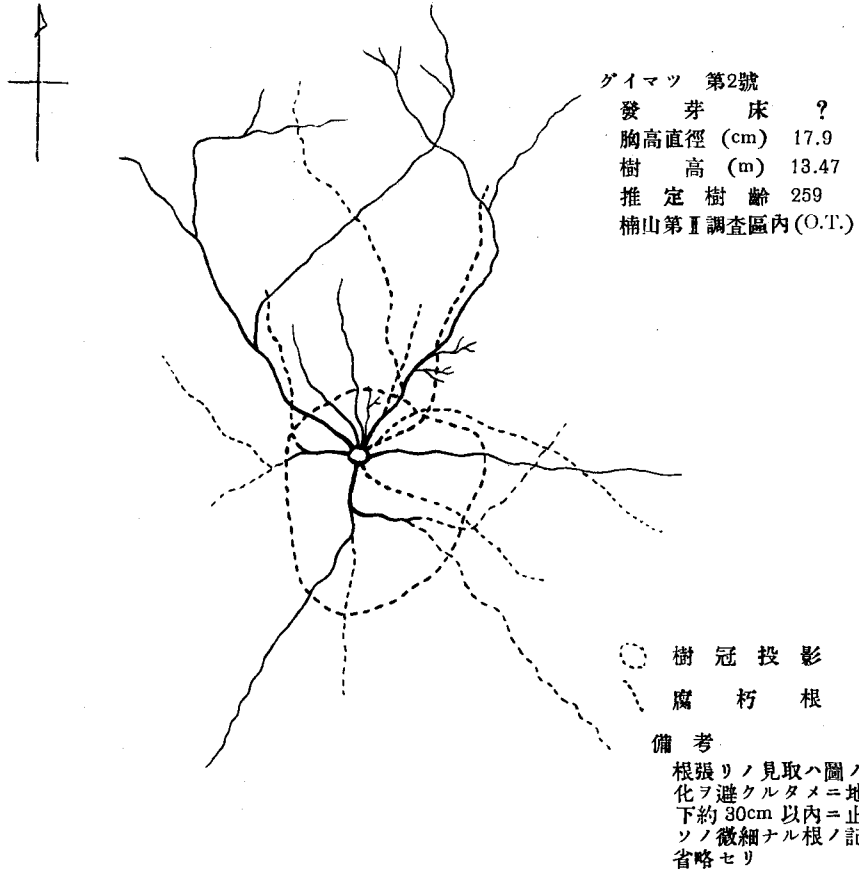 グイマツ 第2號
發芽床 ?
胸高直徑 (cm) 17.9
樹高 (m) 13.47
推定樹齡 259
楠山第Ⅱ調査區內 (O.T.)
樹冠投影
腐朽根
備考
根張リノ見取ハ圖ノ
化ヲ避クルタメニ地
下約30cm以內ニ止
ソノ微細ナル根ノ記
省略セリ